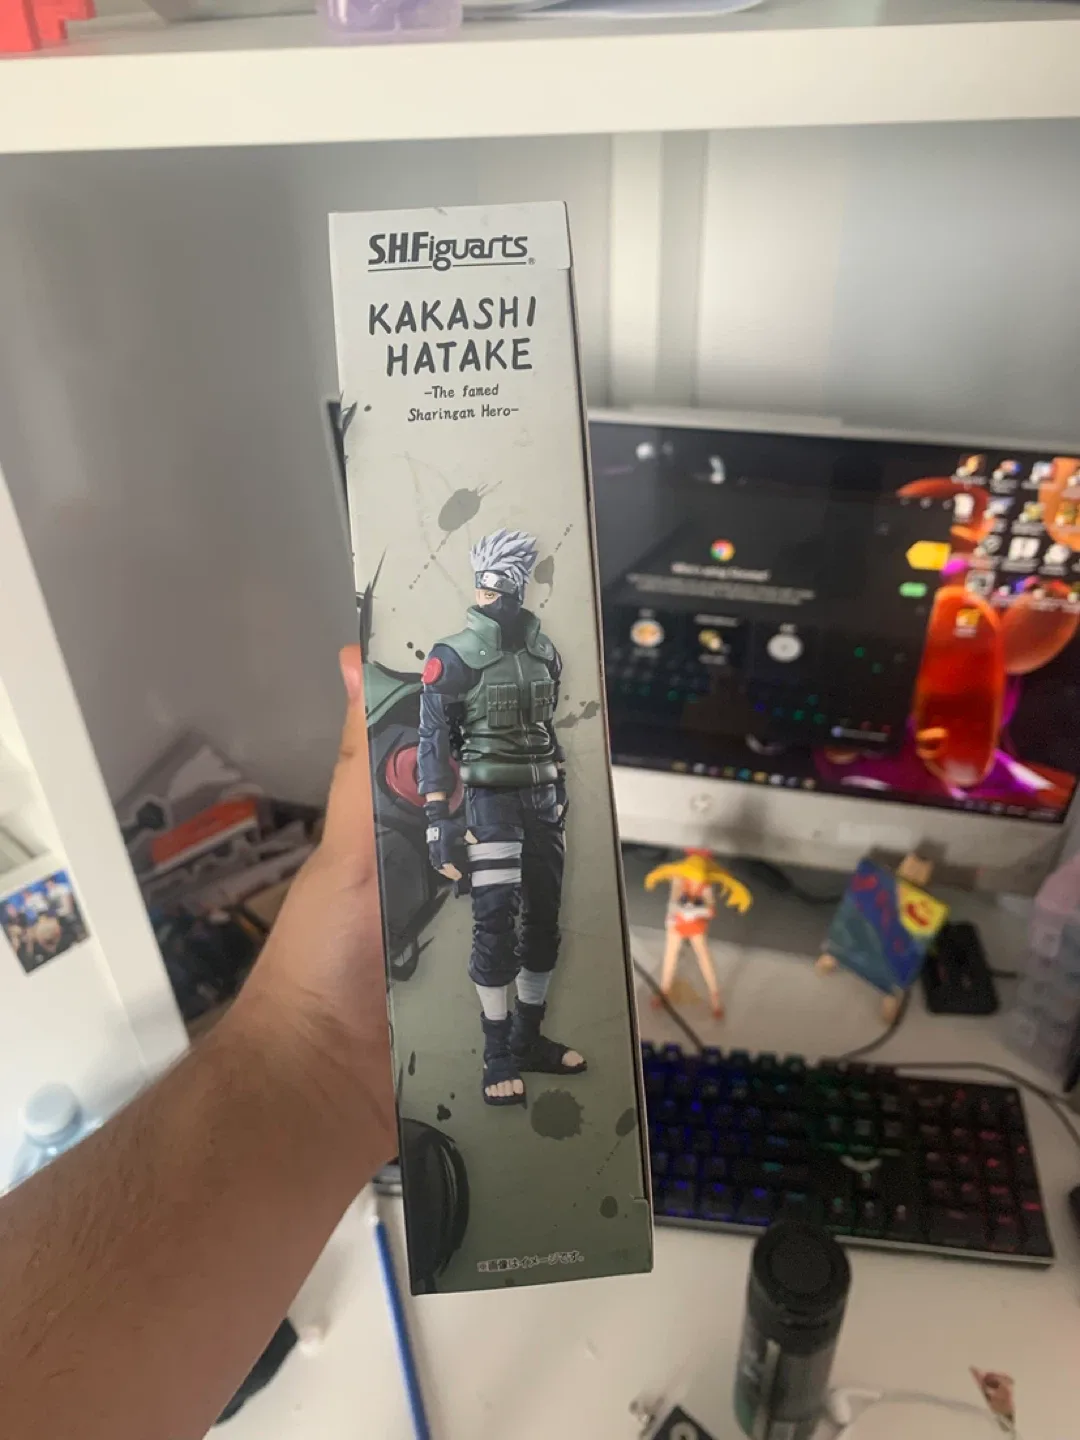 S.H.Figuarts®
KAKASHI
HATAKE
-The famed
Sharingan Hero-
※画像はイメージです。